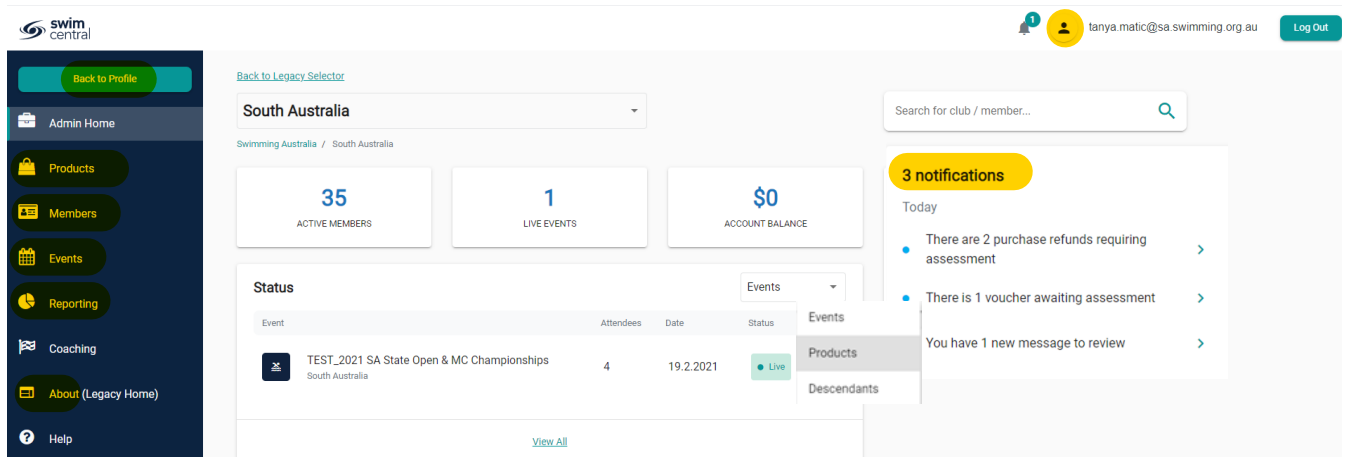 swim
central
1
tanya.matic@sa.swimming.org.au
Log Out
Back to Profile
Admin Home
Products
Members
Events
Reporting
Coaching
About (Legacy Home)
Help
Back to Legacy Selector
South Australia
Swimming Australia / South Australia
35
ACTIVE MEMBERS
1
LIVE EVENTS
$0
ACCOUNT BALANCE
Status
Events
Event Attendees Date Status
TEST_2021 SA State Open & MC Championships
South Australia
4 19.2.2021 Live
Events
Products
Descendants
View All
Search for club / member...
3 notifications
Today
There are 2 purchase refunds requiring
assessment
There is 1 voucher awaiting assessment
You have 1 new message to review